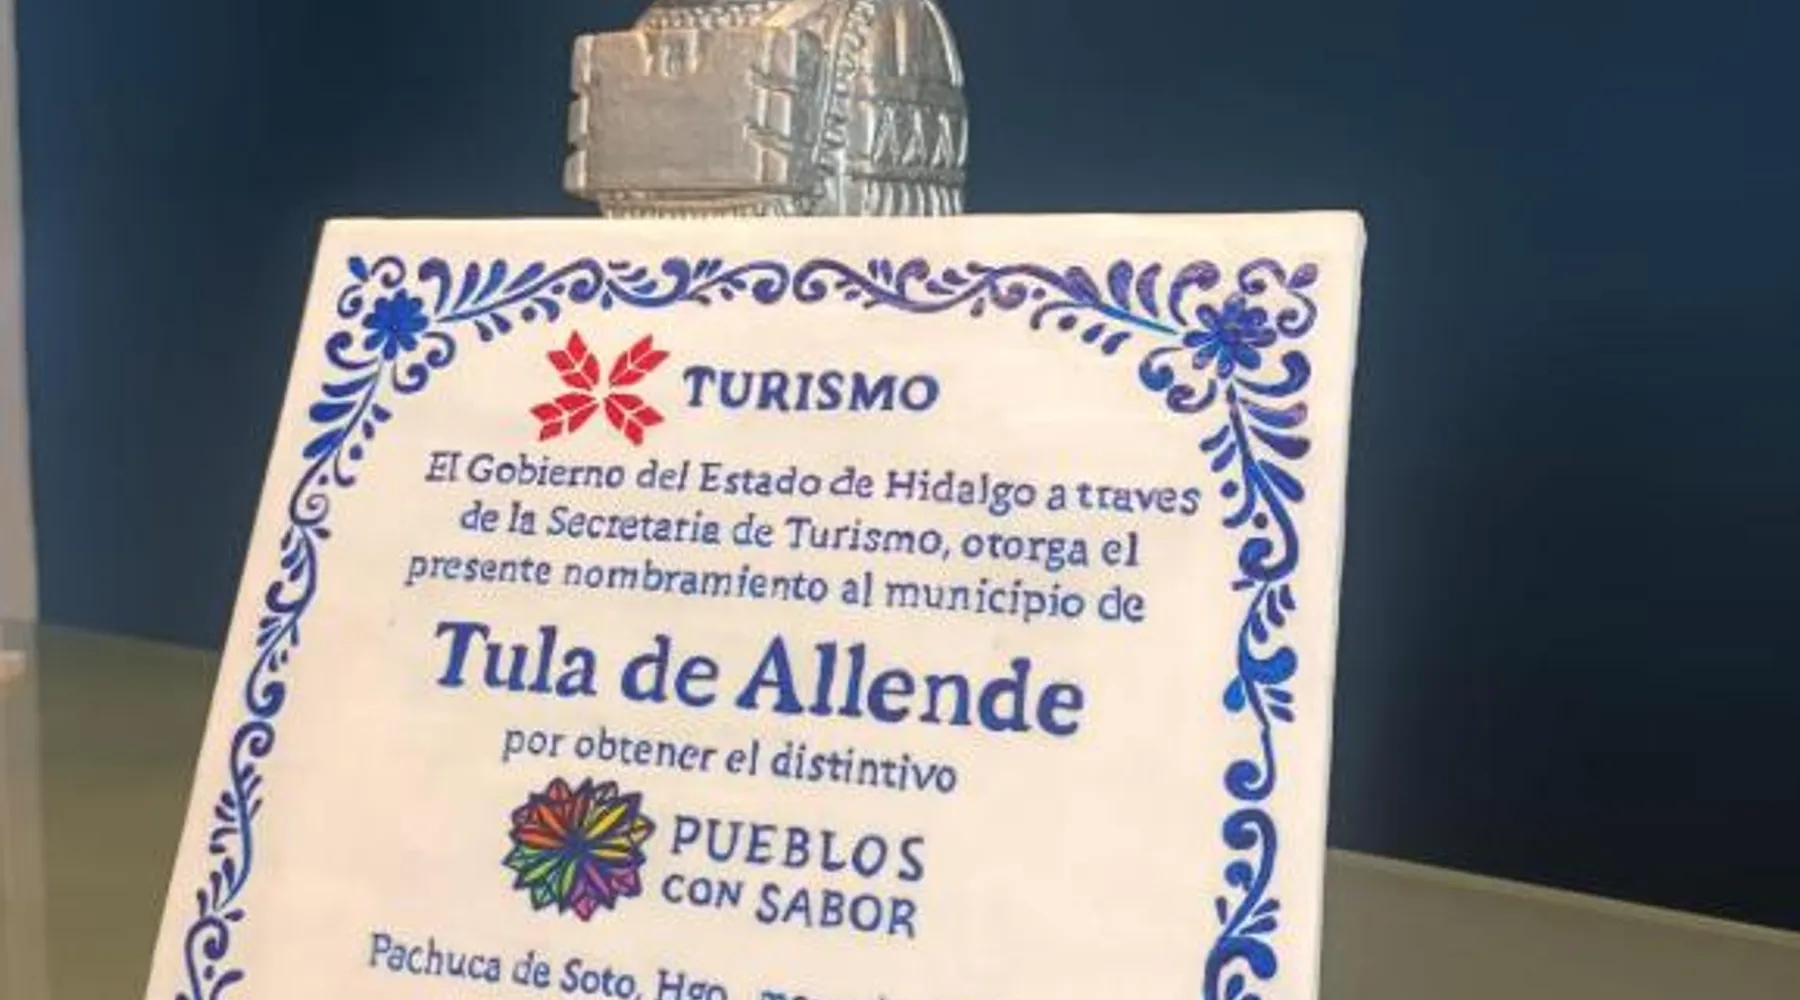 TURISMO
El Gobierno del Estado de Hidalgo a traves
de la Secretaria de Turismo, otorga el
presente nombramiento al municipio de
Tula de Allende
por obtener el distintivo
PUEBLOS
CON SABOR
Pachuca de Soto, Hgo.